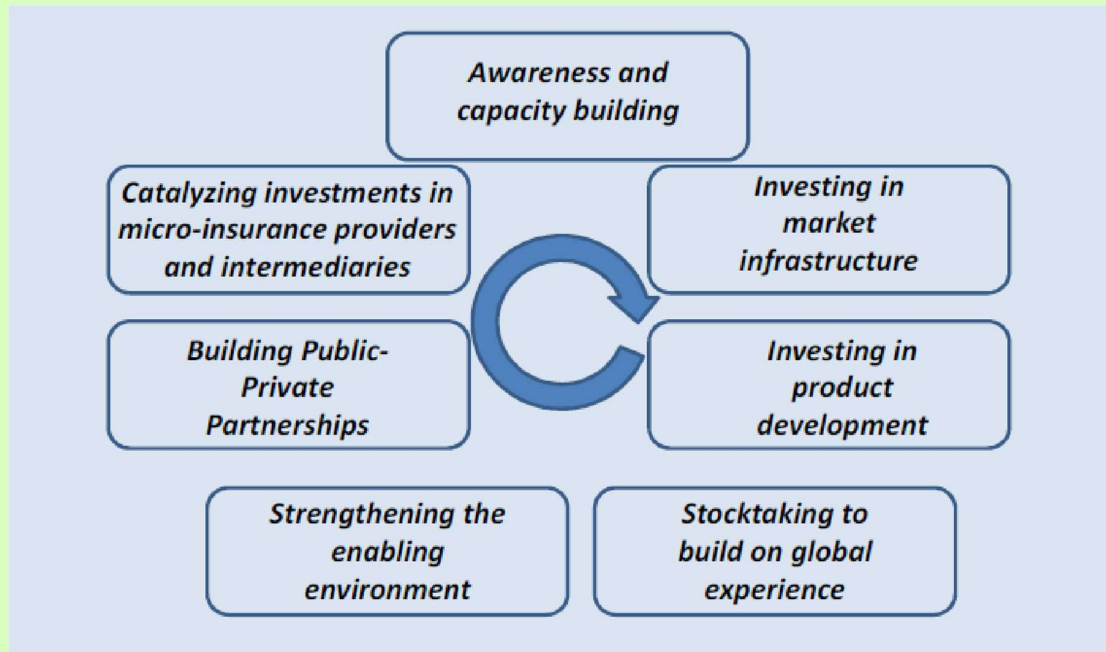 Awareness and
capacity building
Catalyzing investments in
micro-insurance providers
and intermediaries
Investing in
market
infrastructure
Building Public-
Private
Partnerships
Investing in
product
development
Strengthening the
enabling
environment
Stocktaking to
build on global
experience